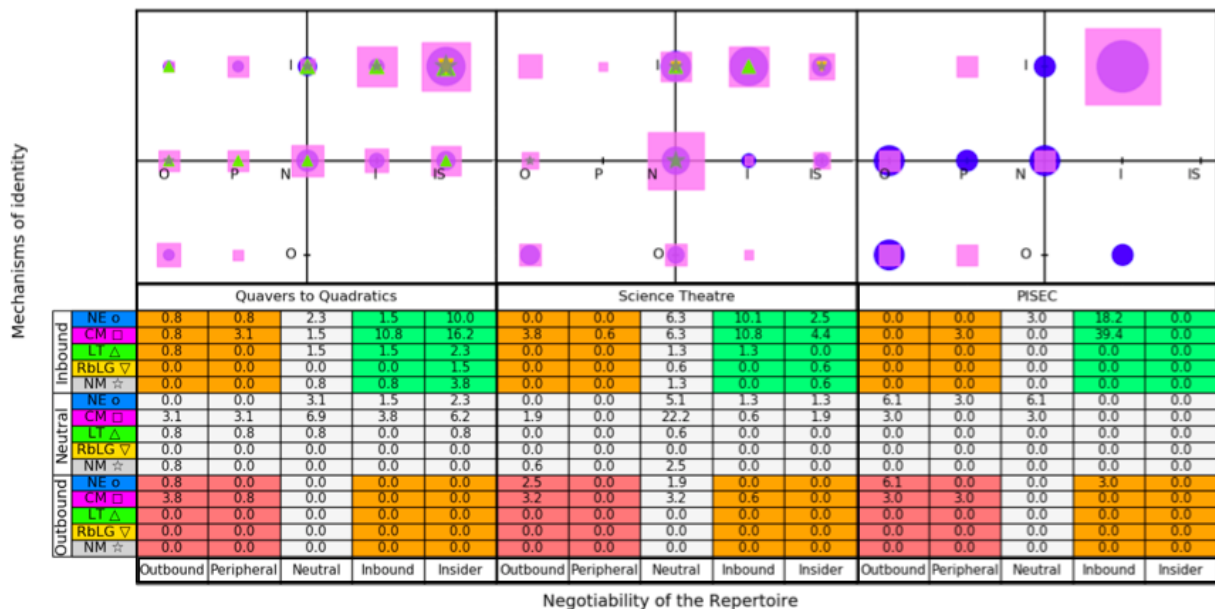 Mechanisms of identity
I I I
O P N I IS O P N I IS O P N I IS
O O O
Quavers to Quadratics Science Theatre PISEC
Inbound
NE o 0.8 0.8 2.3 1.5 10.0 0.0 0.0 6.3 10.1 2.5 0.0 0.0 3.0 18.2 0.0
CM □ 0.8 3.1 1.5 10.8 16.2 3.8 0.6 6.3 10.8 4.4 0.0 3.0 0.0 39.4 0.0
LT △ 0.8 0.0 1.5 1.5 2.3 0.0 0.0 1.3 1.3 0.0 0.0 0.0 0.0 0.0 0.0
RbLG ▽ 0.0 0.0 0.0 0.0 1.5 0.0 0.0 0.6 0.0 0.6 0.0 0.0 0.0 0.0 0.0
NM ☆ 0.0 0.0 0.8 0.8 3.8 0.0 0.0 1.3 0.0 0.6 0.0 0.0 0.0 0.0 0.0
Neutral
NE o 0.0 0.0 3.1 1.5 2.3 0.0 0.0 5.1 1.3 1.3 6.1 3.0 6.1 0.0 0.0
CM □ 3.1 3.1 6.9 3.8 6.2 1.9 0.0 22.2 0.6 1.9 3.0 0.0 3.0 0.0 0.0
LT △ 0.8 0.8 0.8 0.0 0.8 0.0 0.0 0.6 0.0 0.0 0.0 0.0 0.0 0.0 0.0
RbLG ▽ 0.0 0.0 0.0 0.0 0.0 0.0 0.0 0.0 0.0 0.0 0.0 0.0 0.0 0.0 0.0
NM ☆ 0.8 0.0 0.0 0.0 0.0 0.6 0.0 2.5 0.0 0.0 0.0 0.0 0.0 0.0 0.0
Outbound
NE o 0.8 0.0 0.0 0.0 0.0 2.5 0.0 1.9 0.0 0.0 6.1 0.0 0.0 3.0 0.0
CM □ 3.8 0.8 0.0 0.0 0.0 3.2 0.0 3.2 0.6 0.0 3.0 3.0 0.0 0.0 0.0
LT △ 0.0 0.0 0.0 0.0 0.0 0.0 0.0 0.0 0.0 0.0 0.0 0.0 0.0 0.0 0.0
RbLG ▽ 0.0 0.0 0.0 0.0 0.0 0.0 0.0 0.0 0.0 0.0 0.0 0.0 0.0 0.0 0.0
NM ☆ 0.0 0.0 0.0 0.0 0.0 0.0 0.0 0.0 0.0 0.0 0.0 0.0 0.0 0.0 0.0
Outbound Peripheral Neutral Inbound Insider Outbound Peripheral Neutral Inbound Insider Outbound Peripheral Neutral Inbound Insider
Negotiability of the Repertoire